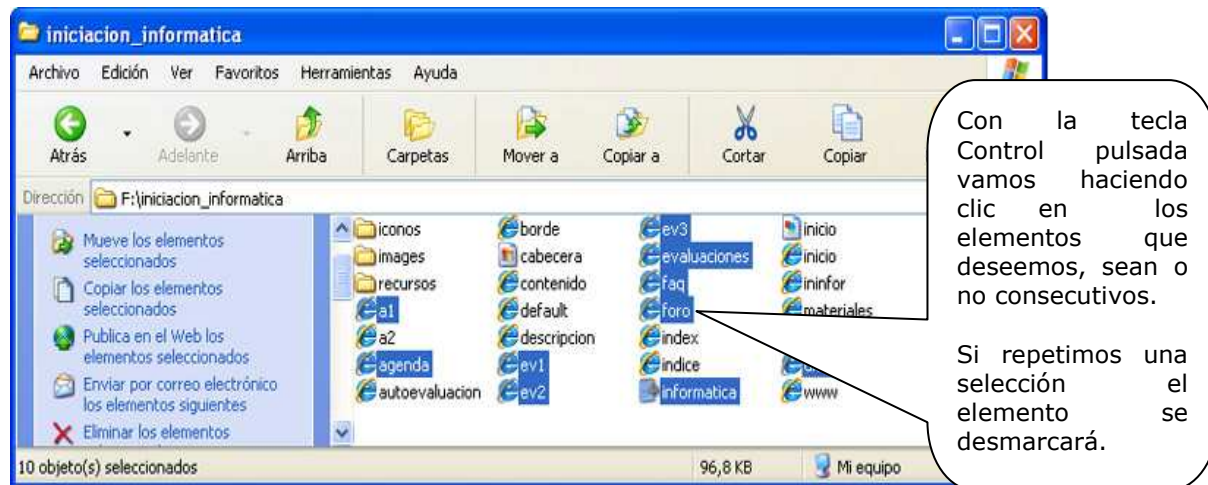 iniciacion_informatica
Archivo Edición Ver Favoritos Herramientas Ayuda
Atrás Adelante Arriba Carpetas Mover a Copiar a Cortar Copiar
Dirección F:\iniciacion_informatica
Mueve los elementos
seleccionados
Copiar los elementos
seleccionados
Publica en el Web los
elementos seleccionados
Enviar por correo electrónico
los elementos siguientes
Eliminar los elementos
iconos
images
recursos
a1
a2
agenda
autoevaluacion
borde
cabecera
contenido
default
descripcion
ev1
ev2
ev3
evaluaciones
faq
foro
index
indice
informatica
inicio
inicio
ininfor
materiales
www
10 objeto(s) seleccionados 96,8 KB Mi equipo
Con la tecla
Control pulsada
vamos haciendo
clic en los
elementos que
deseemos, sean o
no consecutivos.
Si repetimos una
selección el
elemento se
desmarcará.